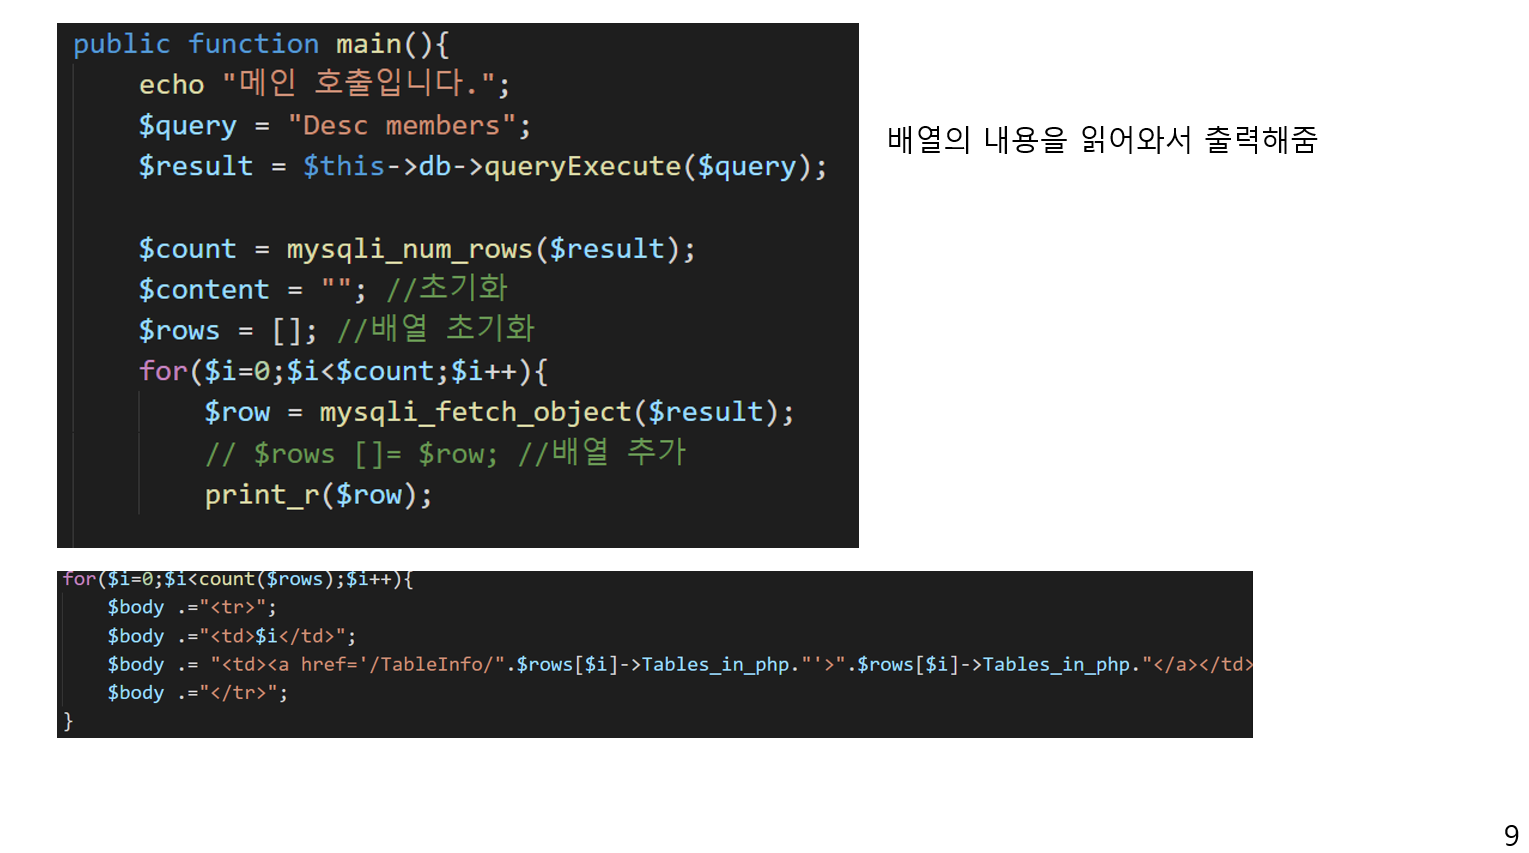 public function main(){
echo "메인 호출입니다.";
$query = "Desc members";
$result = $this->db->queryExecute($query);
$count = mysqli_num_rows($result);
$content = ""; //초기화
$rows = []; //배열 초기화
for($i=0;$i<$count;$i++){
$row = mysqli_fetch_object($result);
// $rows []= $row; //배열 추가
print_r($row);
배열의 내용을 읽어와서 출력해줌
for($i=0;$i<count($rows);$i++){
$body .="<tr>";
$body .="<td>$i</td>";
$body .= "<td><a href='/TableInfo/".$rows[$i]->Tables_in_php."'>".$rows[$i]->Tables_in_php."</a></td>
$body .="</tr>";
}
9